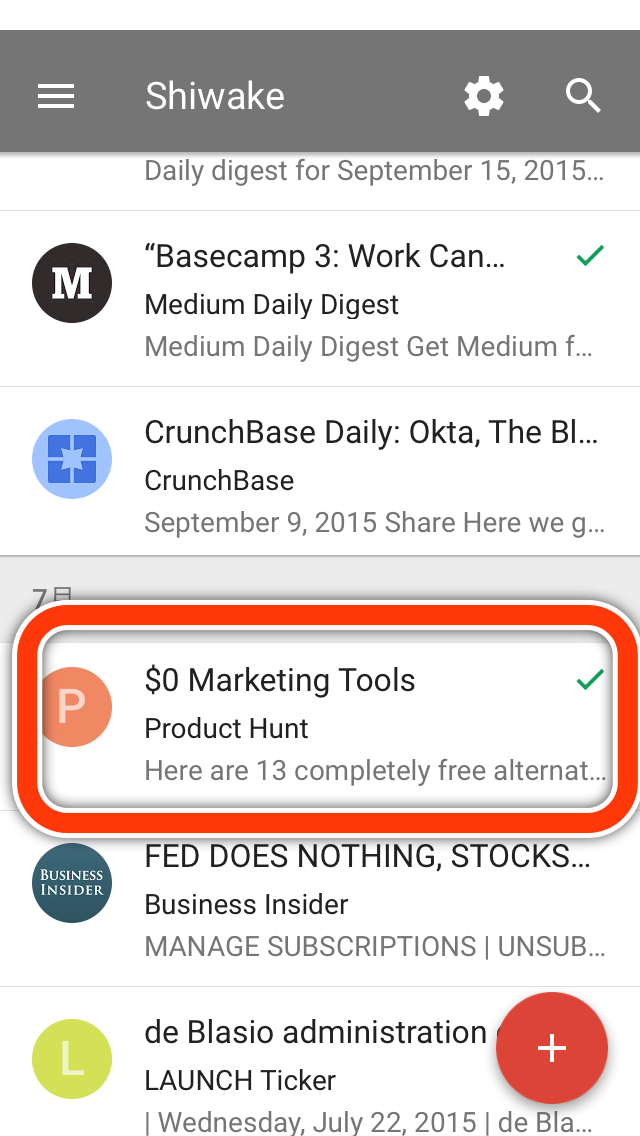 Shiwake
Daily digest for September 15, 2015…
M
“Basecamp 3: Work Can…
Medium Daily Digest
Medium Daily Digest Get Medium f…
CrunchBase Daily: Okta, The Bl…
CrunchBase
September 9, 2015 Share Here we g…
7月
P
$0 Marketing Tools
Product Hunt
Here are 13 completely free alternat…
BUSINESS
INSIDER
FED DOES NOTHING, STOCKS…
Business Insider
MANAGE SUBSCRIPTIONS | UNSUB…
L
de Blasio administration
LAUNCH Ticker
| Wednesday, July 22, 2015 | de Bla…